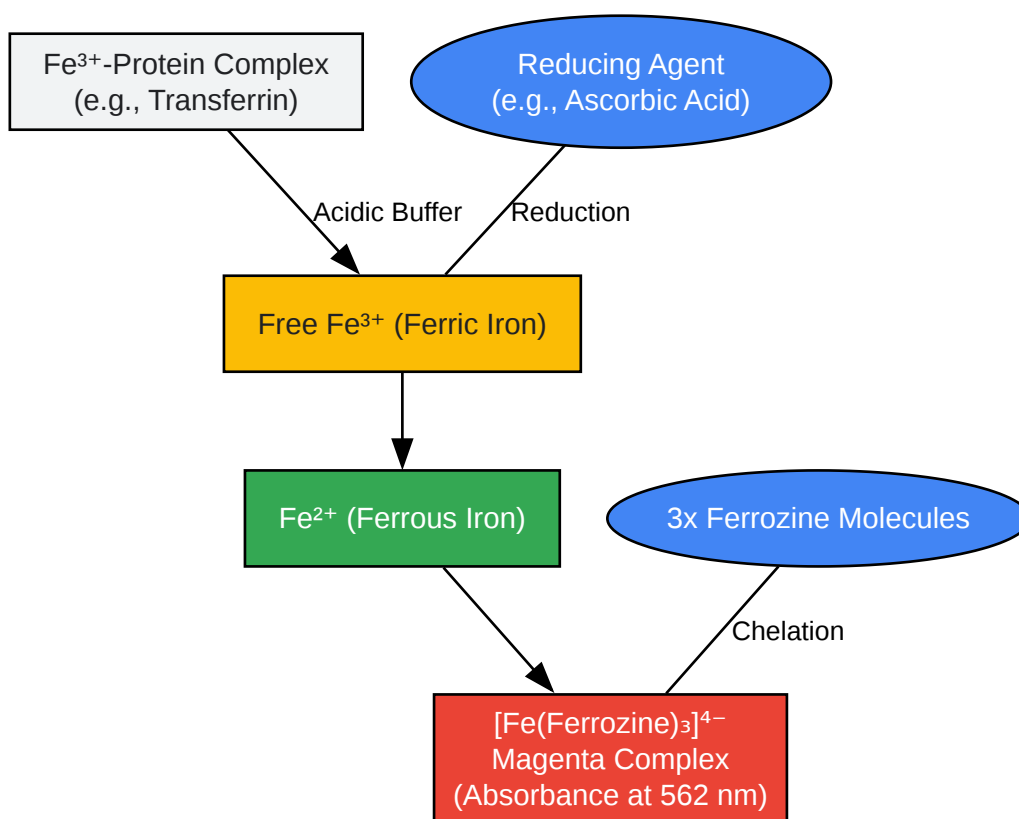 Fe³⁺-Protein Complex
(e.g., Transferrin)
Reducing Agent
(e.g., Ascorbic Acid)
Acidic Buffer
Reduction
Free Fe³⁺ (Ferric Iron)
Fe²⁺ (Ferrous Iron)
3x Ferrozine Molecules
Chelation
[Fe(Ferrozine)₃]⁴⁻
Magenta Complex
(Absorbance at 562 nm)